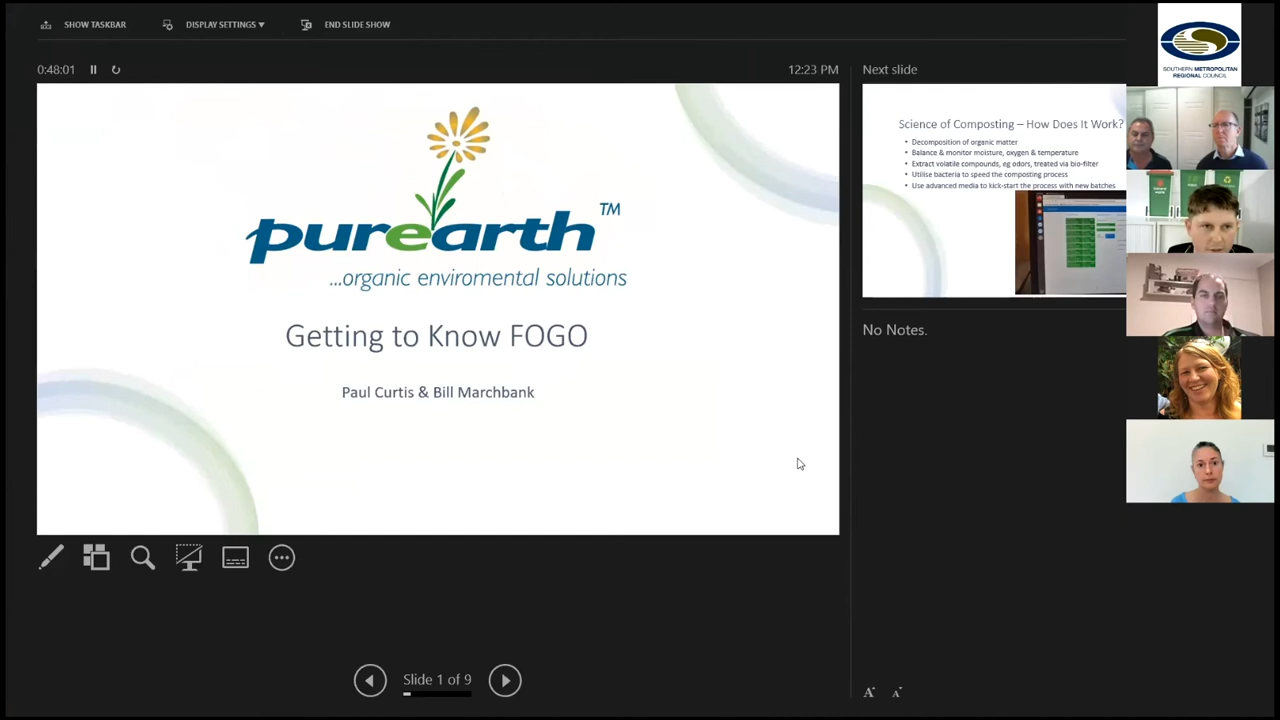 SHOW TASKBAR
DISPLAY SETTINGS ▼
END SLIDE SHOW
0:48:01
12:23 PM
purearth™
...organic enviromental solutions
Getting to Know FOGO
Paul Curtis & Bill Marchbank
Slide 1 of 9
Next slide
Science of Composting – How Does It Work?
• Decomposition of organic matter
• Balance & monitor moisture, oxygen & temperature
• Extract volatile compounds, eg odors, treated via bio-filter
• Utilise bacteria to speed the composting process
• Use advanced media to kick-start the process with new batches
No Notes.
A A
SOUTHERN METROPOLITAN
REGIONAL COUNCIL